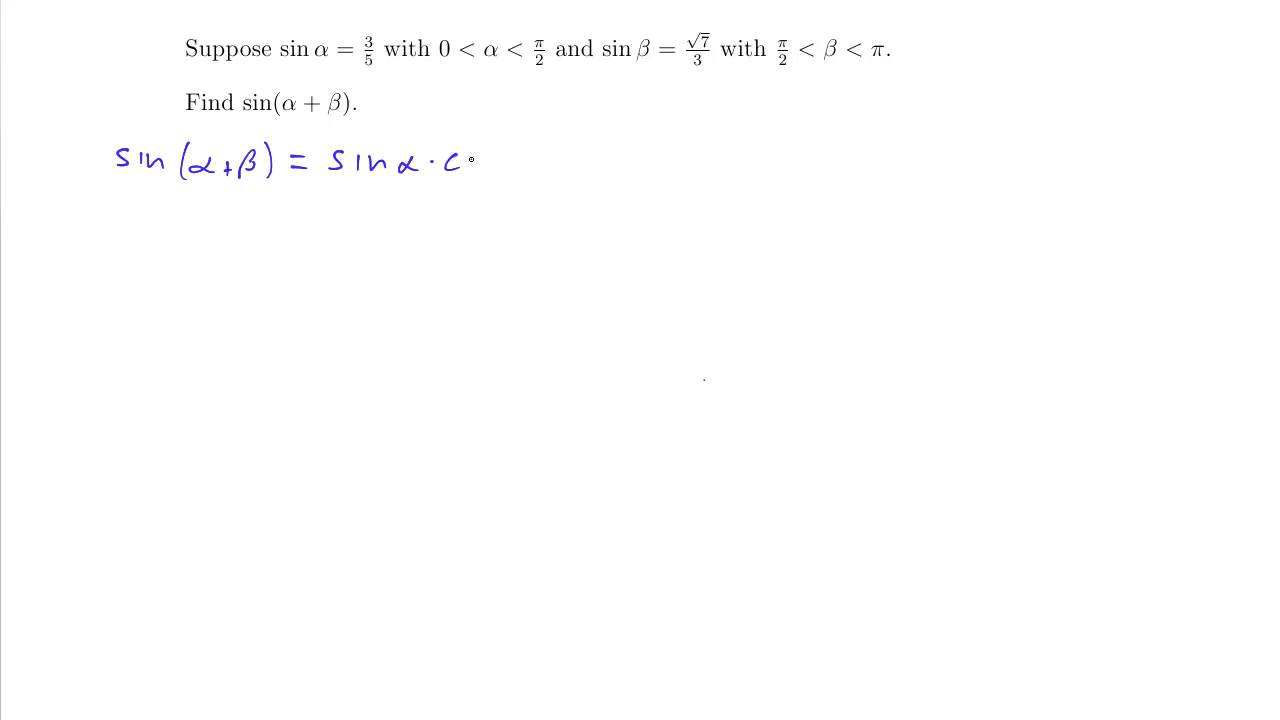 Suppose sin α = 3/5 with 0 < α < π/2 and sin β = √7/3 with π/2 < β < π.
Find sin(α + β).
sin (α+β) = sin α · c